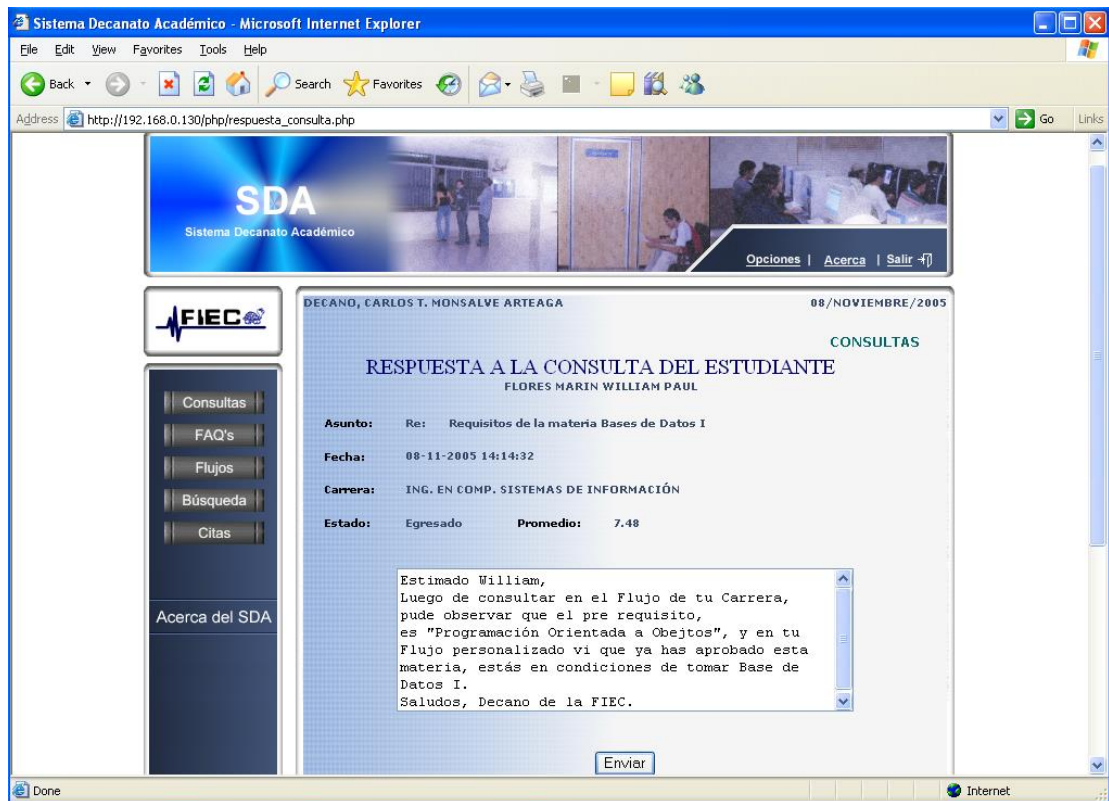 Sistema Decanato Académico - Microsoft Internet Explorer
File Edit View Favorites Tools Help
Back Search Favorites
Address http://192.168.0.130/php/respuesta_consulta.php Go Links
SDA
Sistema Decanato Académico
Opciones | Acerca | Salir
FIEC
DECANO, CARLOS T. MONSALVE ARTEAGA 08/NOVIEMBRE/2005
CONSULTAS
RESPUESTA A LA CONSULTA DEL ESTUDIANTE
FLORES MARIN WILLIAM PAUL
Consultas
FAQ's
Flujos
Búsqueda
Citas
Acerca del SDA
Asunto: Re: Requisitos de la materia Bases de Datos I
Fecha: 08-11-2005 14:14:32
Carrera: ING. EN COMP. SISTEMAS DE INFORMACIÓN
Estado: Egresado Promedio: 7.48
Estimado William,
Luego de consultar en el Flujo de tu Carrera,
pude observar que el pre requisito,
es "Programación Orientada a Obejtos", y en tu
Flujo personalizado vi que ya has aprobado esta
materia, estás en condiciones de tomar Base de
Datos I.
Saludos, Decano de la FIEC.
Enviar
Done Internet